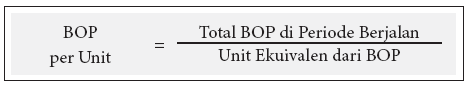 BOP
per Unit
=
Total BOP di Periode Berjalan
Unit Ekuivalen dari BOP